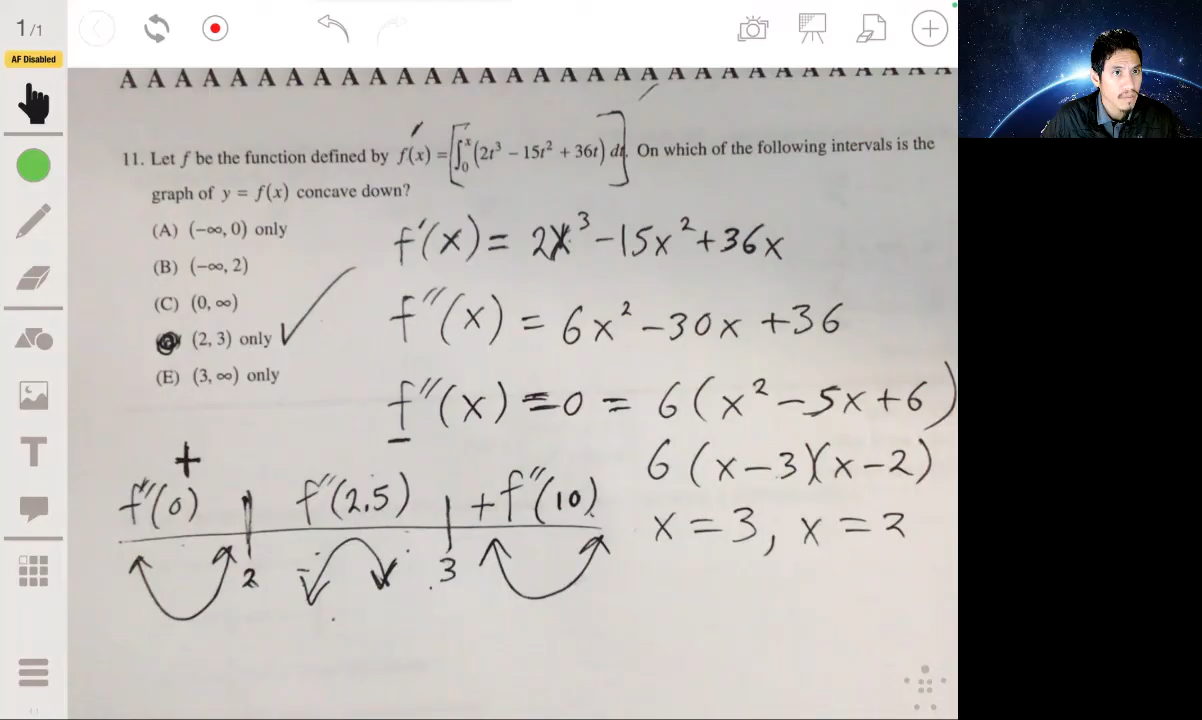 1/1
AF Disabled
A A A A A A A A A A A A A A A A A A A A A A A A A A A A A A A
11. Let f be the function defined by f(x) = ∫₀ˣ (2t³ − 15t² + 36t) dt. On which of the following intervals is the
graph of y = f(x) concave down?
(A) (−∞, 0) only
(B) (−∞, 2)
(C) (0, ∞)
(2, 3) only
(E) (3, ∞) only
f'(x) = 2x³ − 15x² + 36x
f''(x) = 6x² − 30x + 36
f''(x) = 0 = 6(x² − 5x + 6)
6(x − 3)(x − 2)
x = 3, x = 2
+
f''(0) f''(2.5) + f''(10)
2 3
T